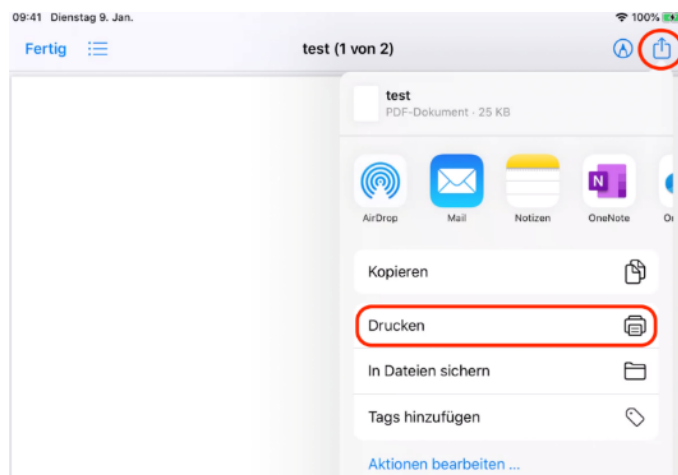 09:41 Dienstag 9. Jan.
100%
Fertig
test (1 von 2)
test
PDF-Dokument · 25 KB
N
AirDrop
Mail
Notizen
OneNote
Kopieren
Drucken
In Dateien sichern
Tags hinzufügen
Aktionen bearbeiten ...